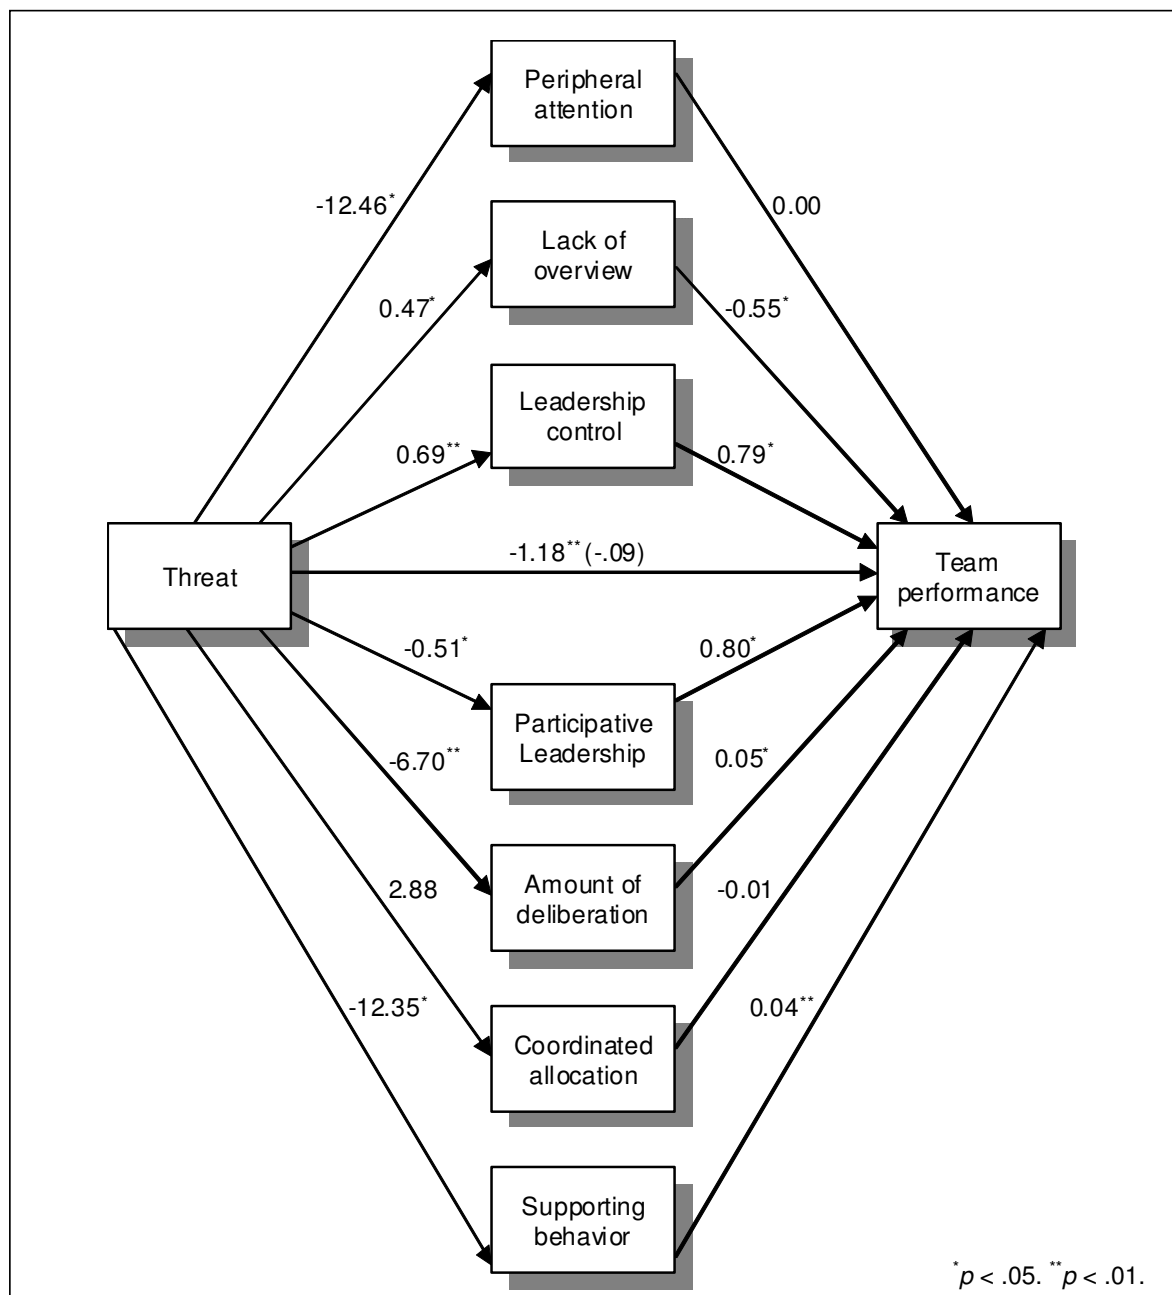 Peripheral
attention
-12.46*
0.00
Lack of
overview
0.47*
-0.55*
Leadership
control
0.69**
0.79*
-1.18** (-.09)
Threat
Team
performance
-0.51*
0.80*
Participative
Leadership
-6.70**
0.05*
Amount of
deliberation
2.88
-0.01
-12.35*
0.04**
Coordinated
allocation
Supporting
behavior
*p < .05. **p < .01.